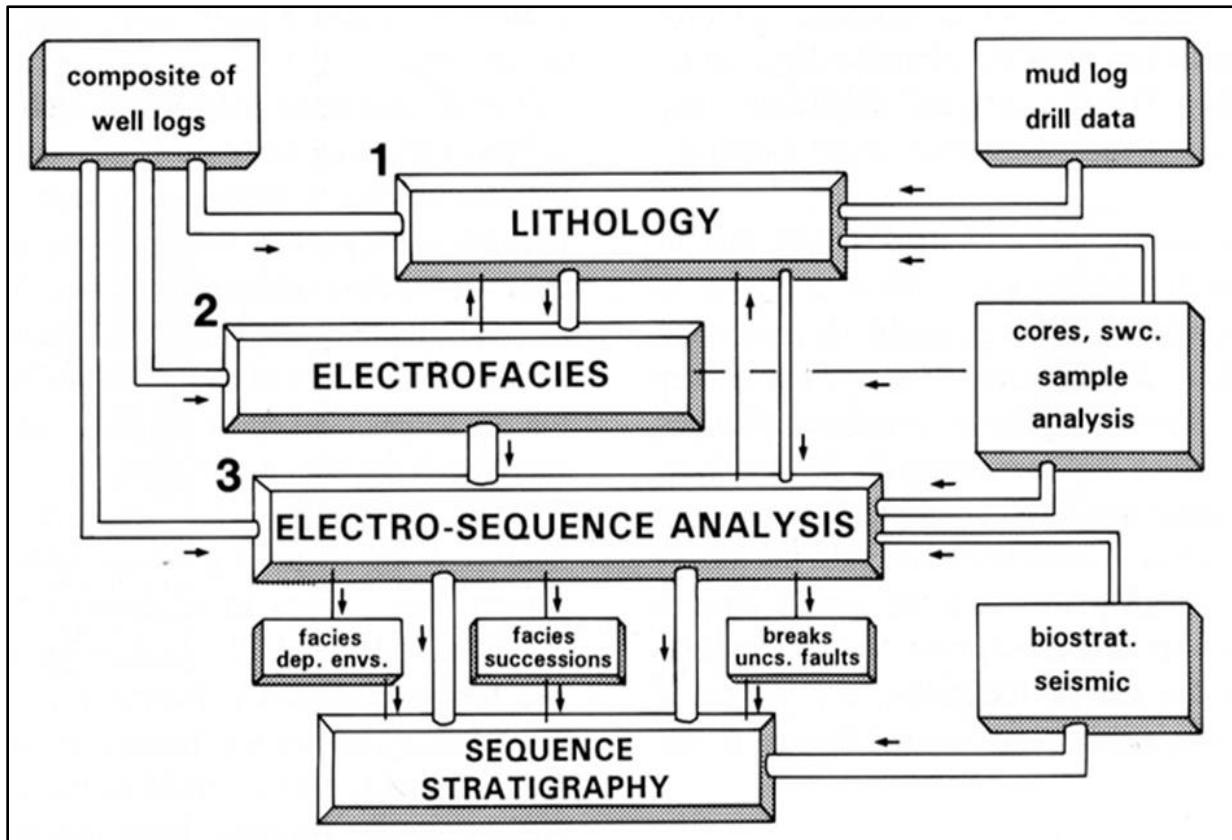 composite of
well logs
mud log
drill data
1
LITHOLOGY
2
ELECTROFACIES
cores, swc.
sample
analysis
3
ELECTRO-SEQUENCE ANALYSIS
facies
dep. envs.
facies
successions
breaks
uncs. faults
biostrat.
seismic
SEQUENCE
STRATIGRAPHY